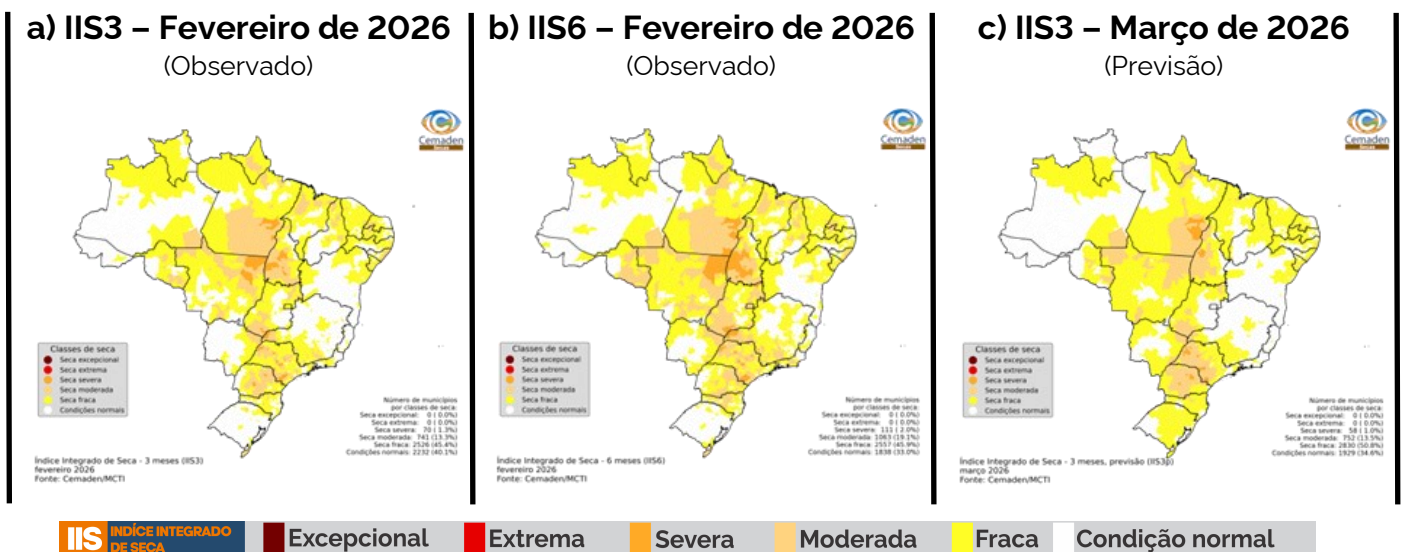 a) IIS3 – Fevereiro de 2026
(Observado)
Cemaden
Classes de seca
Seca excepcional
Seca extrema
Seca severa
Seca moderada
Seca fraca
Condições normais
Número de municípios
por classes de seca:
Seca excepcional: 0 ( 0.0%)
Seca extrema: 0 ( 0.0%)
Seca severa: 70 ( 1.3%)
Seca moderada: 741 (13.3%)
Seca fraca: 2526 (45.4%)
Condições normais: 2232 (40.1%)
Índice Integrado de Seca - 3 meses (IIS3)
fevereiro 2026
Fonte: Cemaden/MCTI
b) IIS6 – Fevereiro de 2026
(Observado)
Cemaden
Classes de seca
Seca excepcional
Seca extrema
Seca severa
Seca moderada
Seca fraca
Condições normais
Número de municípios
por classes de seca:
Seca excepcional: 0 ( 0.0%)
Seca extrema: 0 ( 0.0%)
Seca severa: 111 ( 2.0%)
Seca moderada: 1063 (19.1%)
Seca fraca: 2557 (45.9%)
Condições normais: 1838 (33.0%)
Índice Integrado de Seca - 6 meses (IIS6)
fevereiro 2026
Fonte: Cemaden/MCTI
c) IIS3 – Março de 2026
(Previsão)
Cemaden
Classes de seca
Seca excepcional
Seca extrema
Seca severa
Seca moderada
Seca fraca
Condições normais
Número de municípios
por classes de seca:
Seca excepcional: 0 ( 0.0%)
Seca extrema: 0 ( 0.0%)
Seca severa: 58 ( 1.0%)
Seca moderada: 752 (13.5%)
Seca fraca: 2830 (50.8%)
Condições normais: 1929 (34.6%)
Índice Integrado de Seca - 3 meses, previsão (IIS3p)
março 2026
Fonte: Cemaden/MCTI
IIS INDÍCE INTEGRADO
DE SECA
Excepcional
Extrema
Severa
Moderada
Fraca
Condição normal